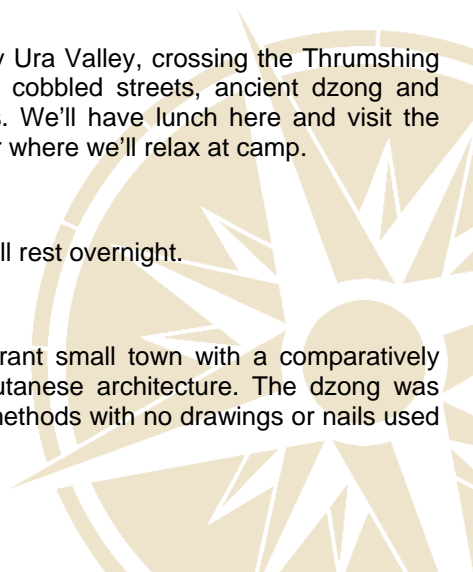 y Ura Valley, crossing the Thrumshing
cobbled streets, ancient dzong and
s. We'll have lunch here and visit the
r where we'll relax at camp.
ll rest overnight.
rant small town with a comparatively
utanese architecture. The dzong was
methods with no drawings or nails used